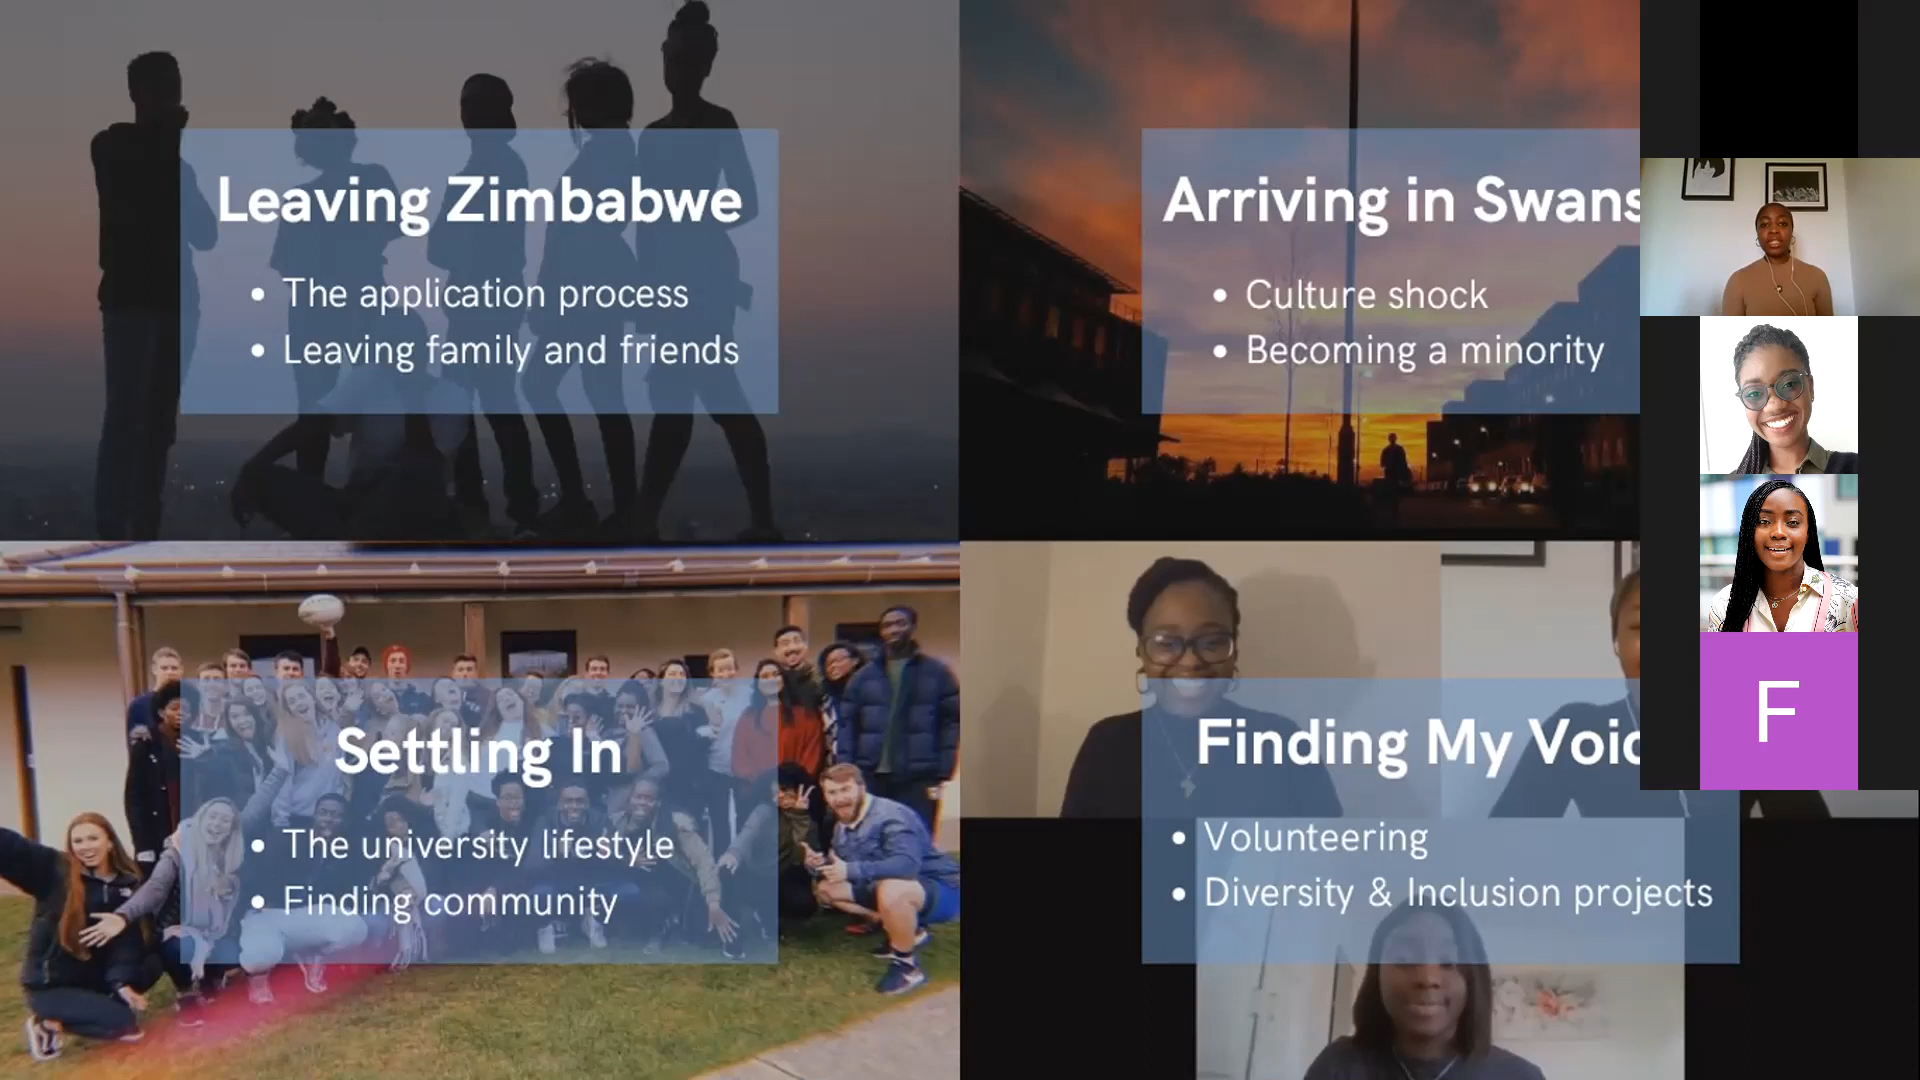 Leaving Zimbabwe
• The application process
• Leaving family and friends
Arriving in Swans
• Culture shock
• Becoming a minority
Settling In
• The university lifestyle
• Finding community
Finding My Voic
• Volunteering
• Diversity & Inclusion projects
F